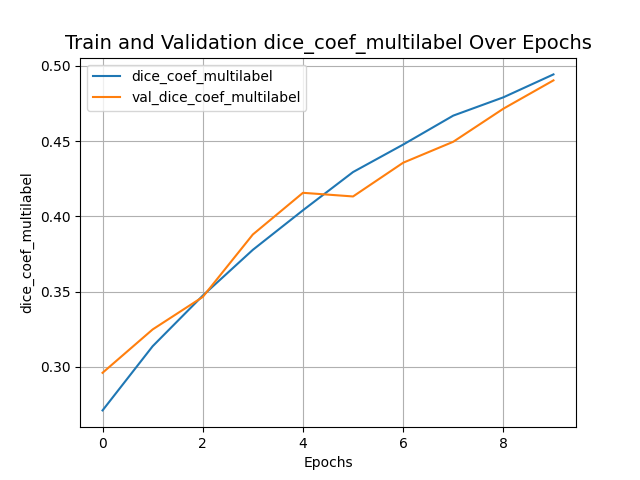 Train and Validation dice_coef_multilabel Over Epochs
dice_coef_multilabel
val_dice_coef_multilabel
dice_coef_multilabel
0.50
0.45
0.40
0.35
0.30
0 2 4 6 8
Epochs